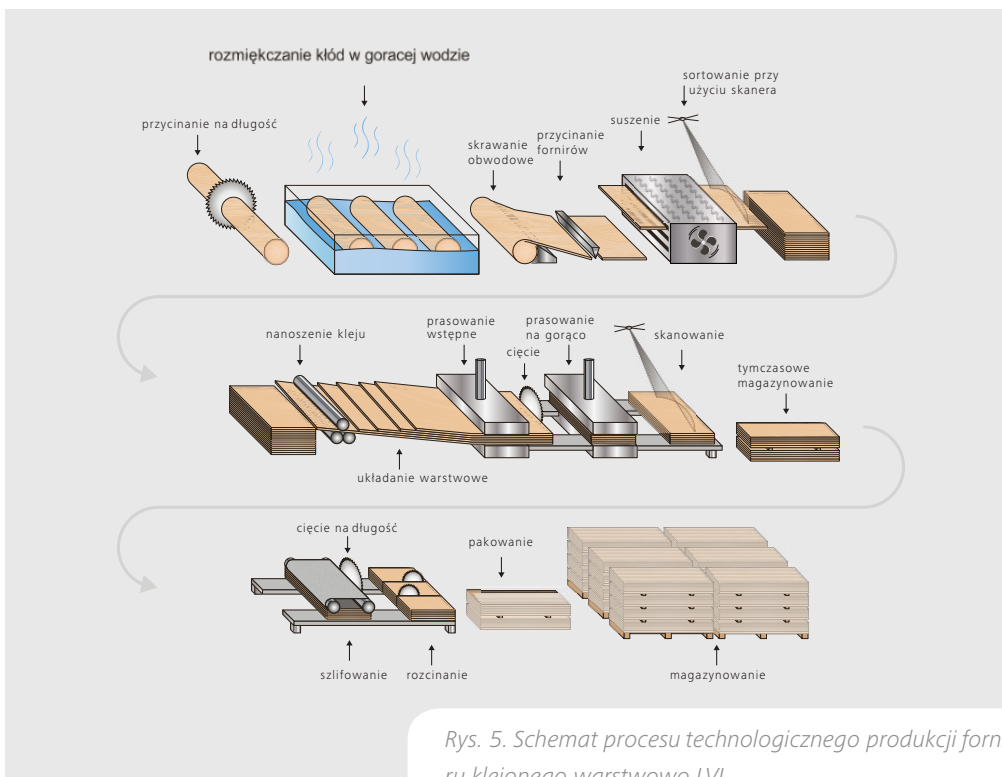 rozmiękczanie kłód w goracej wodzie
sortowanie przy
użyciu skanera
przycinanie na długość
suszenie
przycinanie
fornirów
skrawanie
obwodowe
nanoszenie kleju
prasowanie
wstępne
prasowanie
na gorąco
cięcie
skanowanie
tymczasowe
magazynowanie
układanie warstwowe
cięcie na długość
pakowanie
szlifowanie
rozcinanie
magazynowanie
Rys. 5. Schemat procesu technologicznego produkcji forn
ru klejonego warstwowo LVL